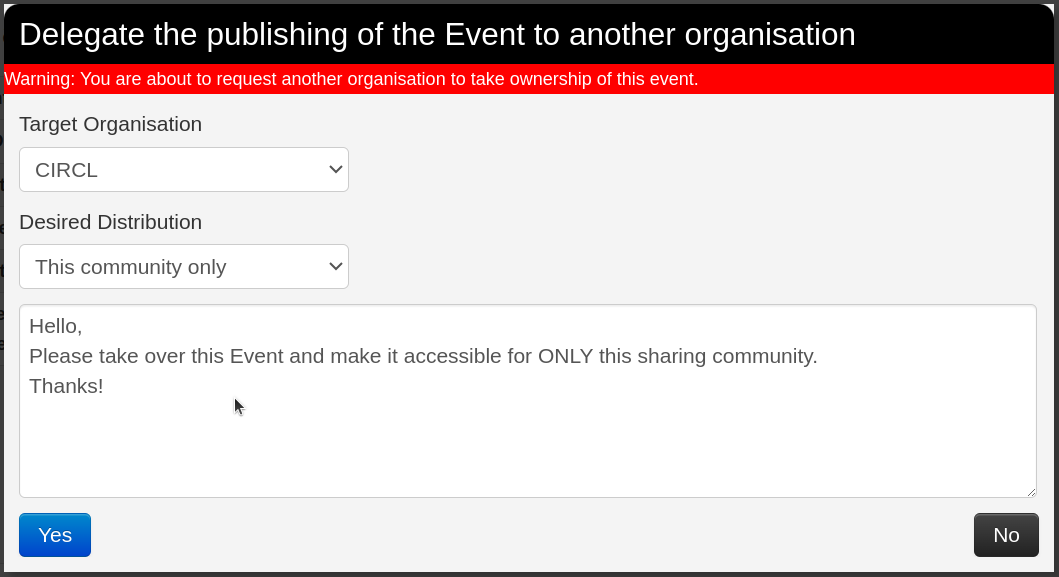 Delegate the publishing of the Event to another organisation
Warning: You are about to request another organisation to take ownership of this event.
Target Organisation
CIRCL
Desired Distribution
This community only
Hello,
Please take over this Event and make it accessible for ONLY this sharing community.
Thanks!
Yes
No